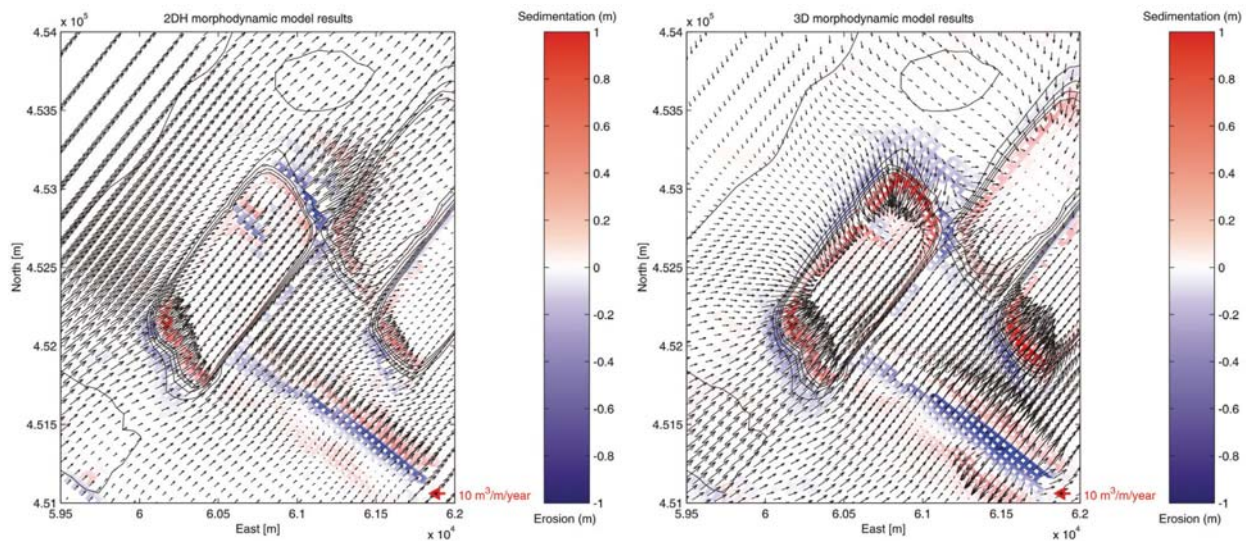 2DH morphodynamic model results
Sedimentation (m)
x 10^5
4.54
4.535
4.53
4.525
4.52
4.515
4.51
North [m]
5.95 6 6.05 6.1 6.15 6.2
East [m]
x 10^4
10 m^3/m/year
1
0.8
0.6
0.4
0.2
0
-0.2
-0.4
-0.6
-0.8
-1
Erosion (m)
3D morphodynamic model results
Sedimentation (m)
x 10^5
4.54
4.535
4.53
4.525
4.52
4.515
4.51
North [m]
5.95 6 6.05 6.1 6.15 6.2
East [m]
x 10^4
10 m^3/m/year
1
0.8
0.6
0.4
0.2
0
-0.2
-0.4
-0.6
-0.8
-1
Erosion (m)